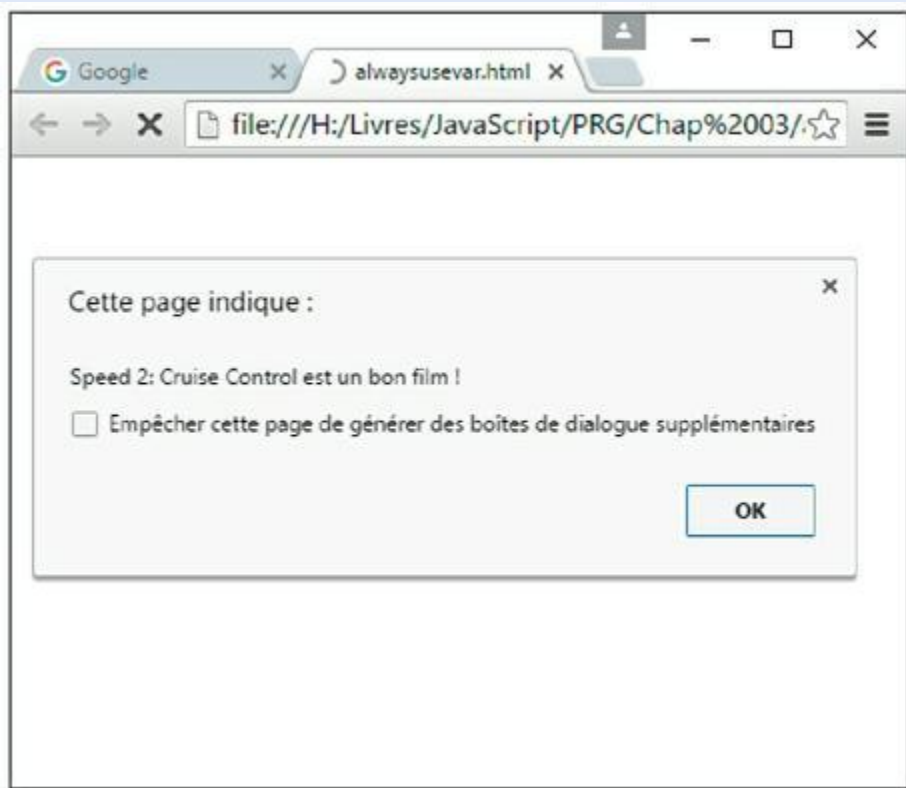 Google
alwaysusevar.html
file:///H:/Livres/JavaScript/PRG/Chap%2003/
Cette page indique :
Speed 2: Cruise Control est un bon film !
Empêcher cette page de générer des boîtes de dialogue supplémentaires
OK